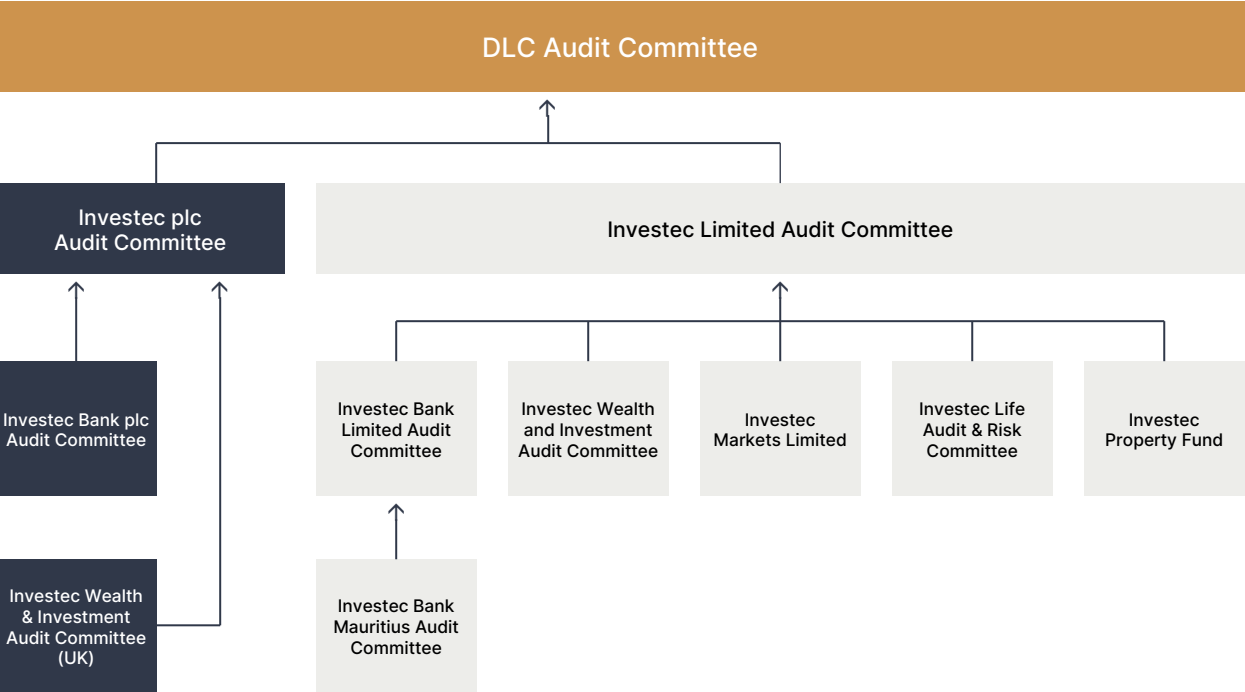 DLC Audit Committee
Investec plc
Audit Committee
Investec Limited Audit Committee
Investec Bank plc
Audit Committee
Investec Bank
Limited Audit
Committee
Investec Wealth
and Investment
Audit Committee
Investec
Markets Limited
Investec Life
Audit & Risk
Committee
Investec
Property Fund
Investec Wealth
& Investment
Audit Committee
(UK)
Investec Bank
Mauritius Audit
Committee